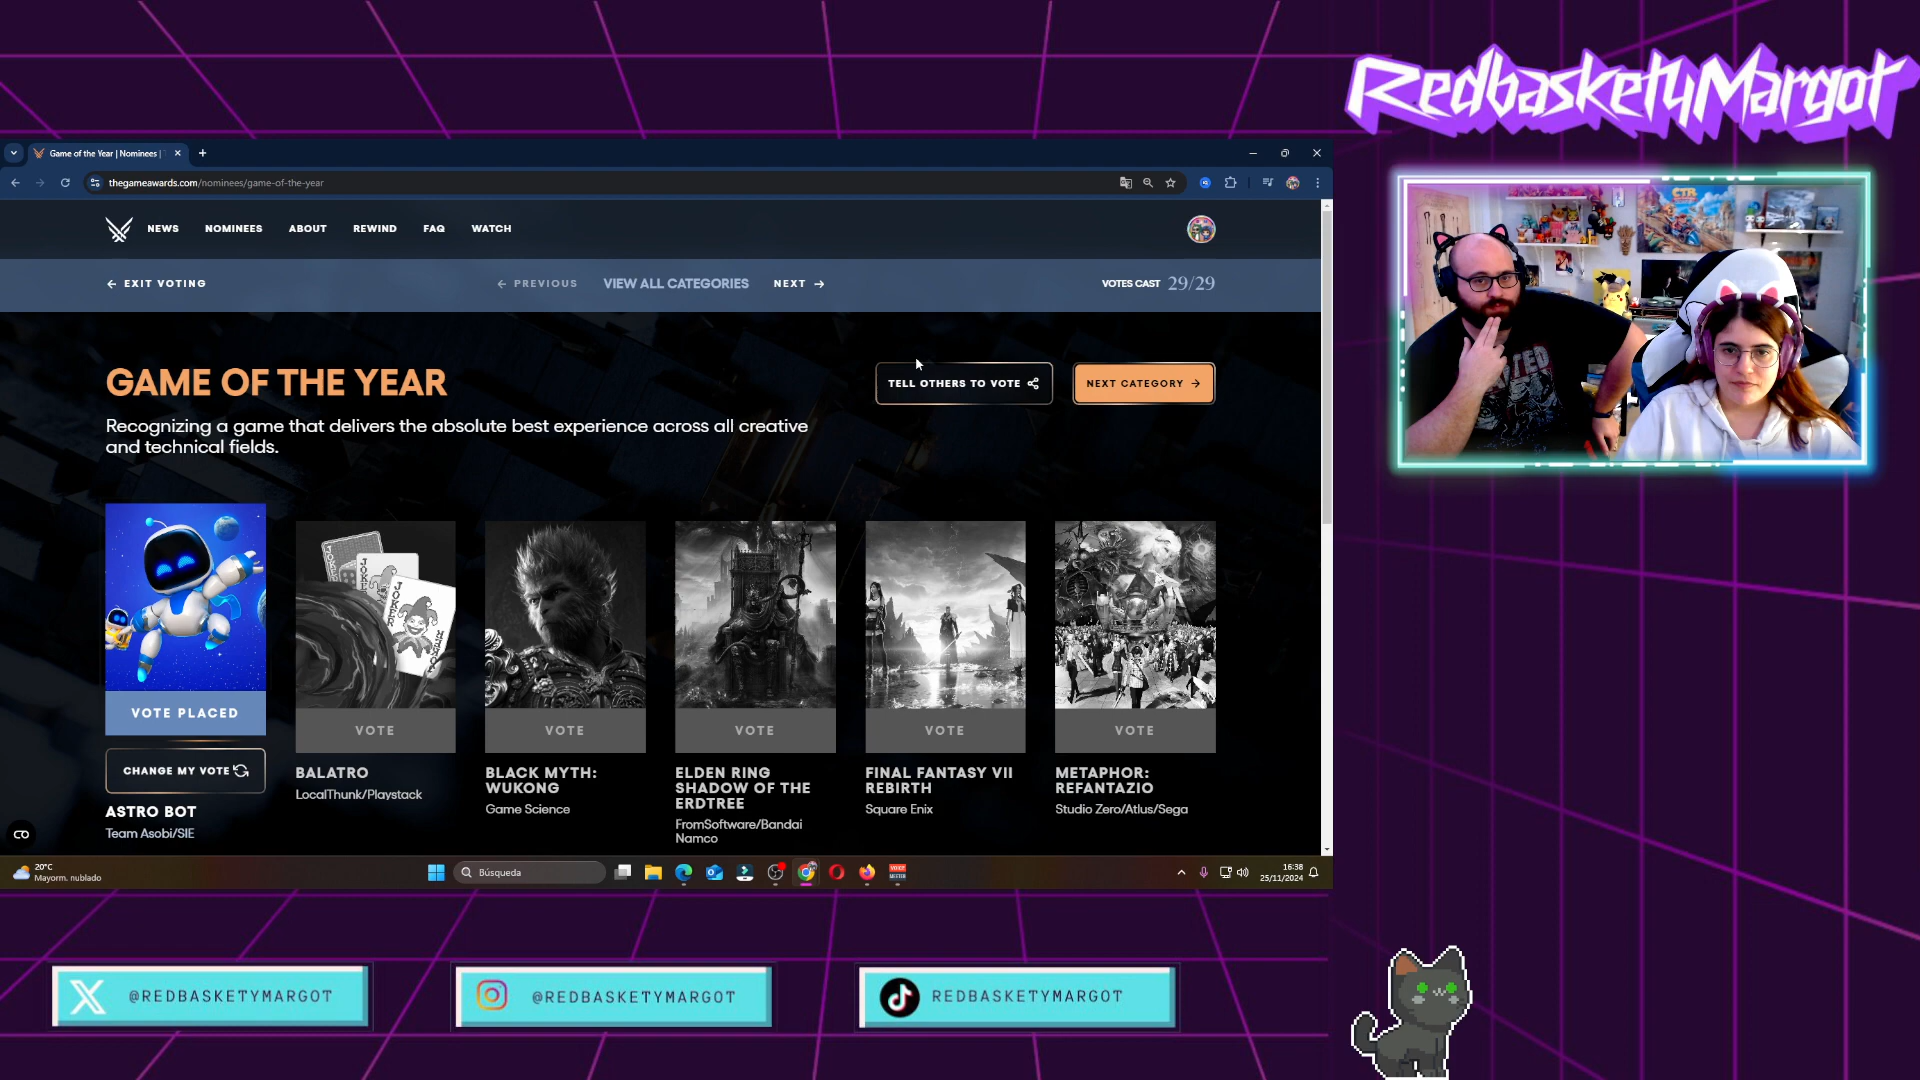 RedbasketyMargot
Game of the Year | Nominees |
thegameawards.com/nominees/game-of-the-year
NEWS
NOMINEES
ABOUT
REWIND
FAQ
WATCH
EXIT VOTING
PREVIOUS
VIEW ALL CATEGORIES
NEXT
VOTES CAST 29/29
GAME OF THE YEAR
TELL OTHERS TO VOTE
NEXT CATEGORY
Recognizing a game that delivers the absolute best experience across all creative
and technical fields.
JOKER
JOKER
JOKER
VOTE PLACED
VOTE
VOTE
VOTE
VOTE
VOTE
CHANGE MY VOTE
ASTRO BOT
Team Asobi/SIE
BALATRO
LocalThunk/Playstack
BLACK MYTH:
WUKONG
Game Science
ELDEN RING
SHADOW OF THE
ERDTREE
FromSoftware/Bandai
Namco
FINAL FANTASY VII
REBIRTH
Square Enix
METAPHOR:
REFANTAZIO
Studio Zero/Atlus/Sega
CTR
20°C
Mayorm. nublado
Búsqueda
16:38
25/11/2024
@REDBASKETYMARGOT
@REDBASKETYMARGOT
REDBASKETYMARGOT